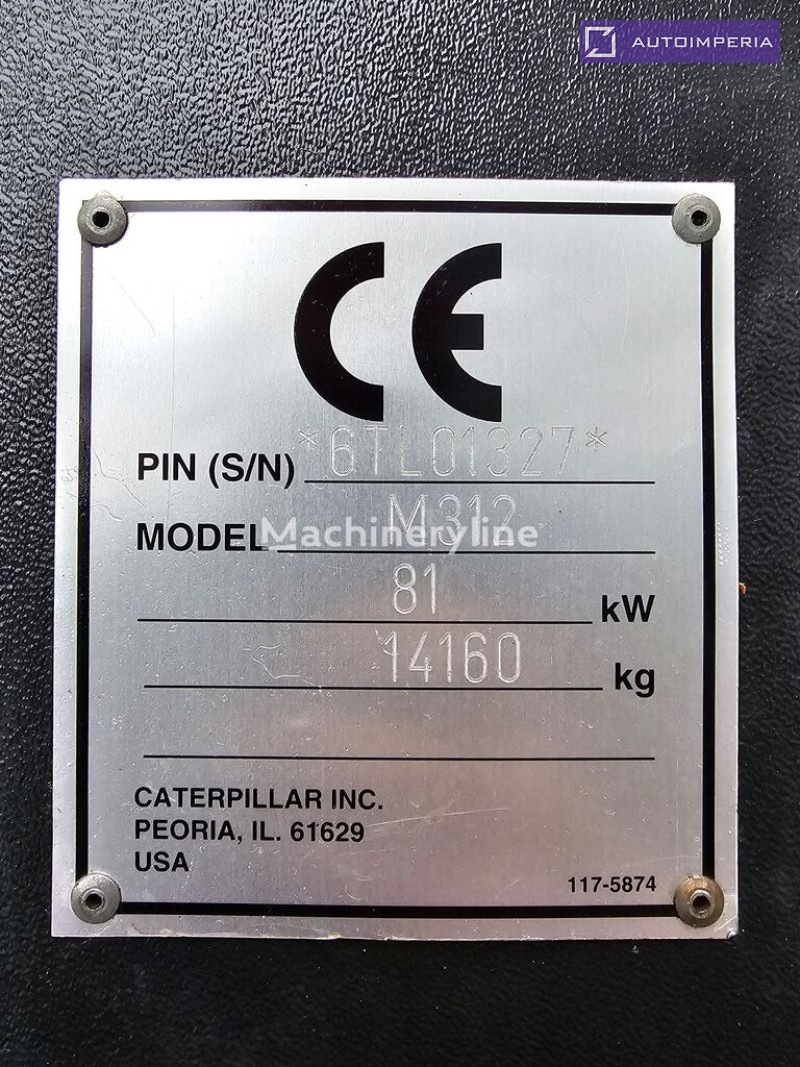 AUTOIMPERIA
CE
PIN (S/N) *6TL01327*
MODEL M312
Machineryline
81 kW
14160 kg
CATERPILLAR INC.
PEORIA, IL. 61629
USA
117-5874